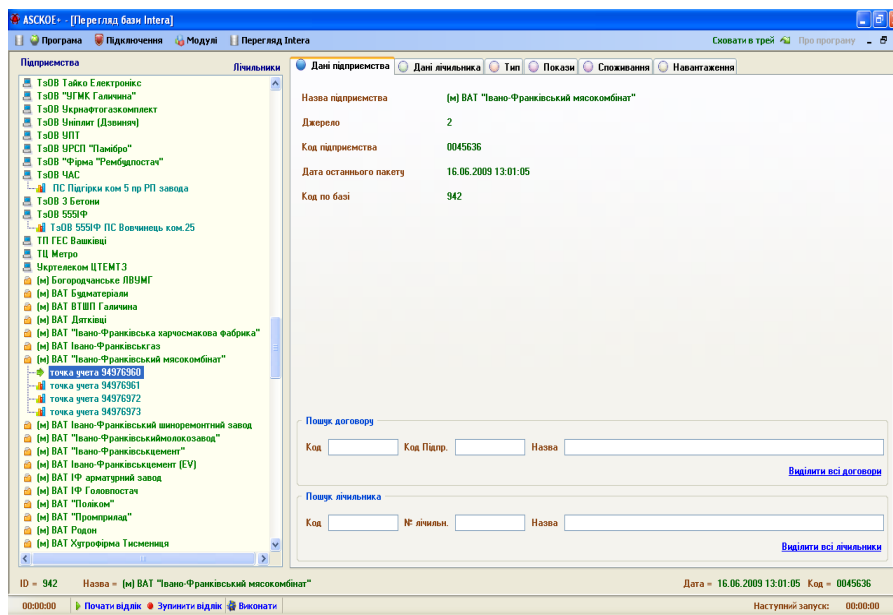 ASCKOE+ - [Перегляд бази Intera]
Програма Підключення Модулі Перегляд Intera Сховати в трей Про програму
Підприємства Лічильники
ТзОВ Тайко Електронікс
ТзОВ "УГМК Галичина"
ТзОВ Укрнафтогазкомплект
ТзОВ Уніплит (Дзвиняч)
ТзОВ УПТ
ТзОВ УРСП "Памібро"
ТзОВ "Фірма "Рембудпостач"
ТзОВ ЧАС
ПС Підгірки ком 5 пр РП завода
ТзОВ З Бетони
ТзОВ 555ІФ
ТзОВ 555ІФ ПС Вовчинець ком.25
ТП ГЕС Вашківці
ТЦ Метро
Укртелеком ЦТЕМТЗ
(м) Богородчанське ЛВУМГ
(м) ВАТ Будматеріали
(м) ВАТ ВТШП Галичина
(м) ВАТ Дятківці
(м) ВАТ "Івано-Франківська харчосмакова фабрика"
(м) ВАТ Івано-Франківськгаз
(м) ВАТ "Івано-Франківський мясокомбінат"
точка учета 94976960
точка учета 94976961
точка учета 94976972
точка учета 94976973
(м) ВАТ Івано-Франківський шиноремонтний завод
(м) ВАТ "Івано-Франківськиймолокозавод"
(м) ВАТ "Івано-Франківськцемент"
(м) ВАТ Івано-Франківськцемент (EV)
(м) ВАТ ІФ арматурний завод
(м) ВАТ ІФ Головпостач
(м) ВАТ "Поліком"
(м) ВАТ "Промприлад"
(м) ВАТ Родон
(м) ВАТ Хутрофірма Тисмениця
Дані підприємства Дані лічильника Тип Покази Споживання Навантаження
Назва підприємства (м) ВАТ "Івано-Франківський мясокомбінат"
Джерело 2
Код підприємства 0045636
Дата останнього пакету 16.06.2009 13:01:05
Код по базі 942
Пошук договору
Код Код Підпр. Назва
Виділити всі договори
Пошук лічильника
Код № лічильн. Назва
Виділити всі лічильники
ID = 942 Назва = (м) ВАТ "Івано-Франківський мясокомбінат" Дата = 16.06.2009 13:01:05 Код = 0045636
00:00:00 Почати відлік Зупинити відлік Виконати Наступний запуск: 00:00:00